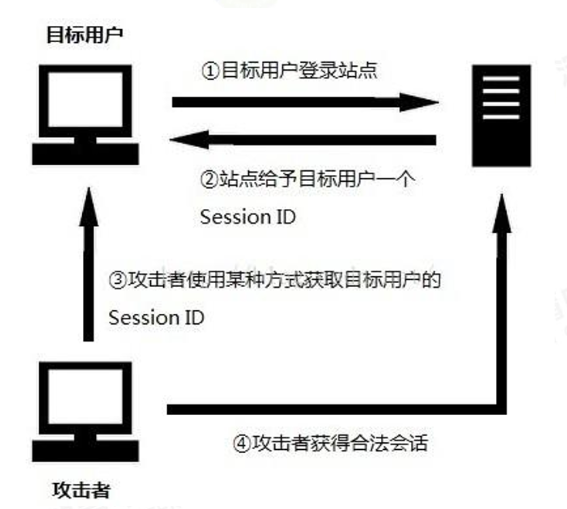 目标用户
①目标用户登录站点
②站点给予目标用户一个
Session ID
③攻击者使用某种方式获取目标用户的
Session ID
④攻击者获得合法会话
攻击者